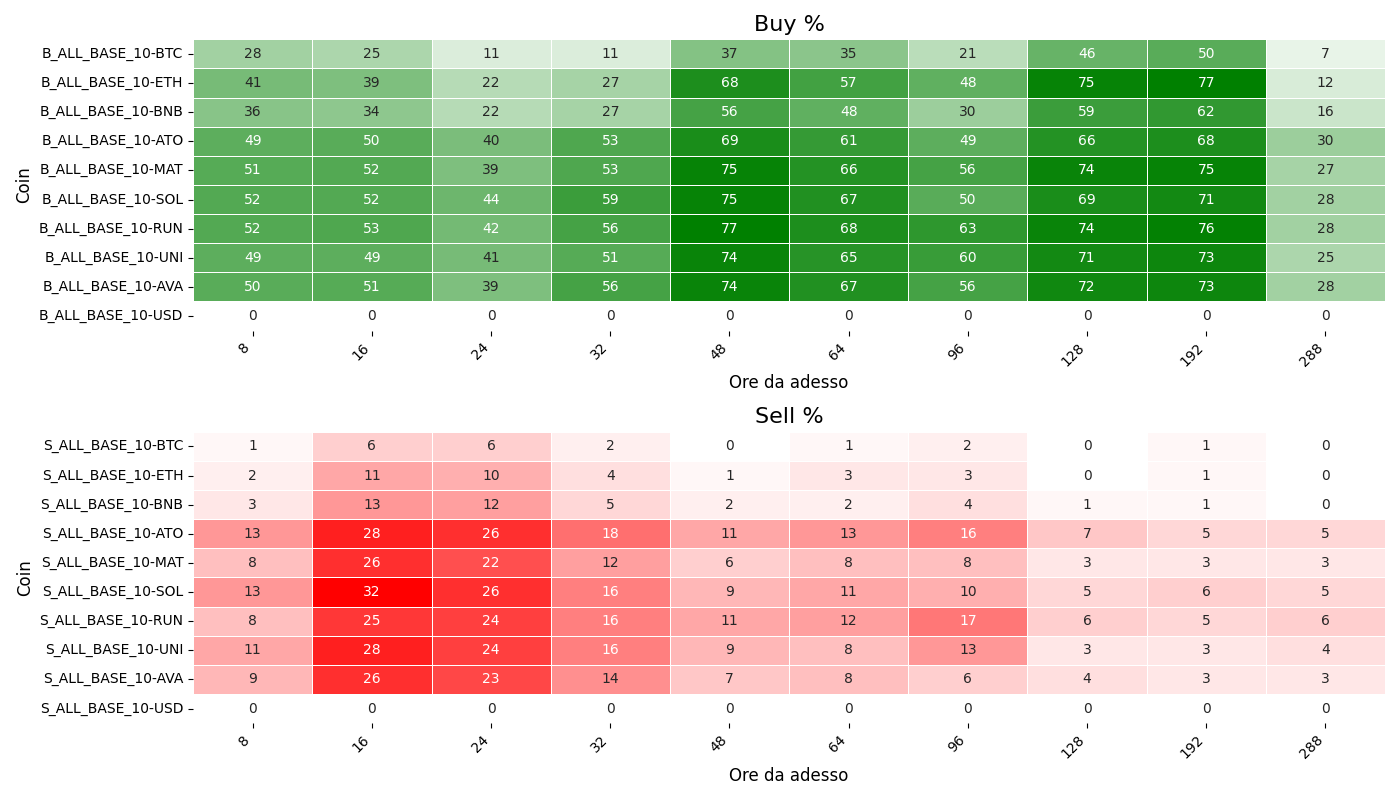 Buy %
Coin
B_ALL_BASE_10-BTC 28 25 11 11 37 35 21 46 50 7
B_ALL_BASE_10-ETH 41 39 22 27 68 57 48 75 77 12
B_ALL_BASE_10-BNB 36 34 22 27 56 48 30 59 62 16
B_ALL_BASE_10-ATO 49 50 40 53 69 61 49 66 68 30
B_ALL_BASE_10-MAT 51 52 39 53 75 66 56 74 75 27
B_ALL_BASE_10-SOL 52 52 44 59 75 67 50 69 71 28
B_ALL_BASE_10-RUN 52 53 42 56 77 68 63 74 76 28
B_ALL_BASE_10-UNI 49 49 41 51 74 65 60 71 73 25
B_ALL_BASE_10-AVA 50 51 39 56 74 67 56 72 73 28
B_ALL_BASE_10-USD 0 0 0 0 0 0 0 0 0 0
8 16 24 32 48 64 96 128 192 288
Ore da adesso
Sell %
Coin
S_ALL_BASE_10-BTC 1 6 6 2 0 1 2 0 1 0
S_ALL_BASE_10-ETH 2 11 10 4 1 3 3 0 1 0
S_ALL_BASE_10-BNB 3 13 12 5 2 2 4 1 1 0
S_ALL_BASE_10-ATO 13 28 26 18 11 13 16 7 5 5
S_ALL_BASE_10-MAT 8 26 22 12 6 8 8 3 3 3
S_ALL_BASE_10-SOL 13 32 26 16 9 11 10 5 6 5
S_ALL_BASE_10-RUN 8 25 24 16 11 12 17 6 5 6
S_ALL_BASE_10-UNI 11 28 24 16 9 8 13 3 3 4
S_ALL_BASE_10-AVA 9 26 23 14 7 8 6 4 3 3
S_ALL_BASE_10-USD 0 0 0 0 0 0 0 0 0 0
8 16 24 32 48 64 96 128 192 288
Ore da adesso